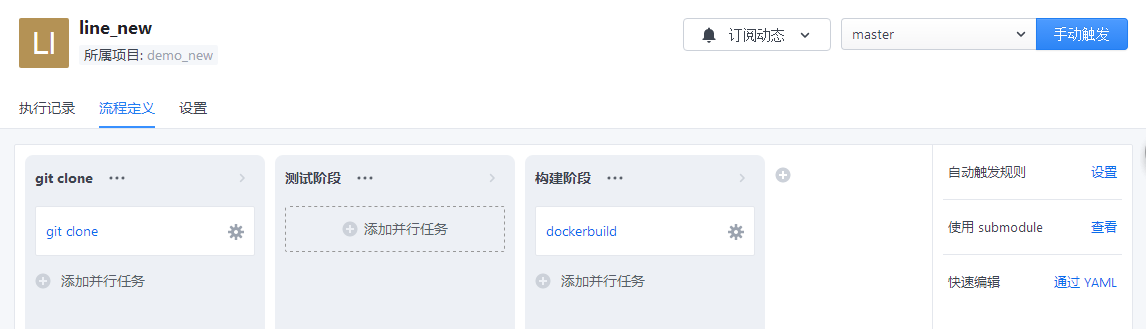 LI
line_new
所属项目: demo_new
订阅动态
master
手动触发
执行记录
流程定义
设置
git clone
git clone
添加并行任务
测试阶段
添加并行任务
构建阶段
dockerbuild
添加并行任务
自动触发规则 设置
使用 submodule 查看
快速编辑 通过 YAML